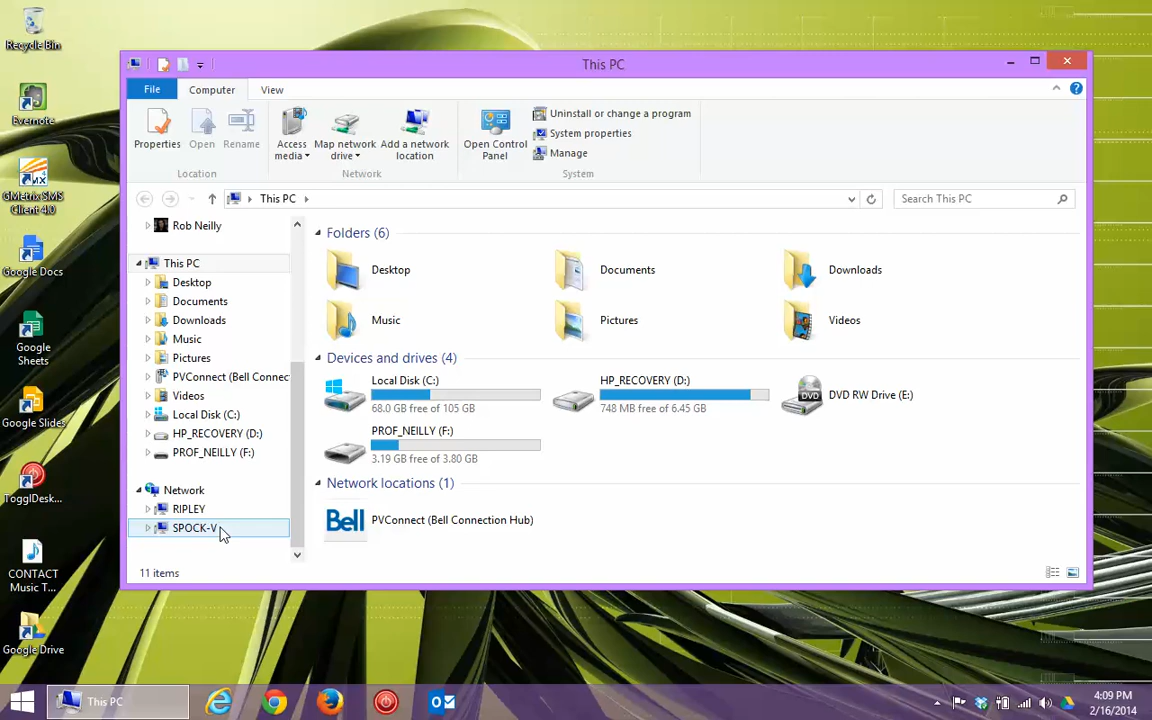 Recycle Bin
Evernote
GMetrix SMS
Client 4.0
Google Docs
Google
Sheets
Google Slides
TogglDesk...
CONTACT
Music T...
Google Drive
This PC
File
Computer
View
Properties
Open
Rename
Access
media
Map network
drive
Add a network
location
Open Control
Panel
Uninstall or change a program
System properties
Manage
Location
Network
System
This PC
Search This PC
Rob Neilly
This PC
Desktop
Documents
Downloads
Music
Pictures
PVConnect (Bell Connec
Videos
Local Disk (C:)
HP_RECOVERY (D:)
PROF_NEILLY (F:)
Network
RIPLEY
SPOCK-V
Folders (6)
Desktop
Documents
Downloads
Music
Pictures
Videos
Devices and drives (4)
Local Disk (C:)
68.0 GB free of 105 GB
HP_RECOVERY (D:)
748 MB free of 6.45 GB
DVD
DVD RW Drive (E:)
PROF_NEILLY (F:)
3.19 GB free of 3.80 GB
Network locations (1)
Bell
PVConnect (Bell Connection Hub)
11 items
This PC
4:09 PM
2/16/2014